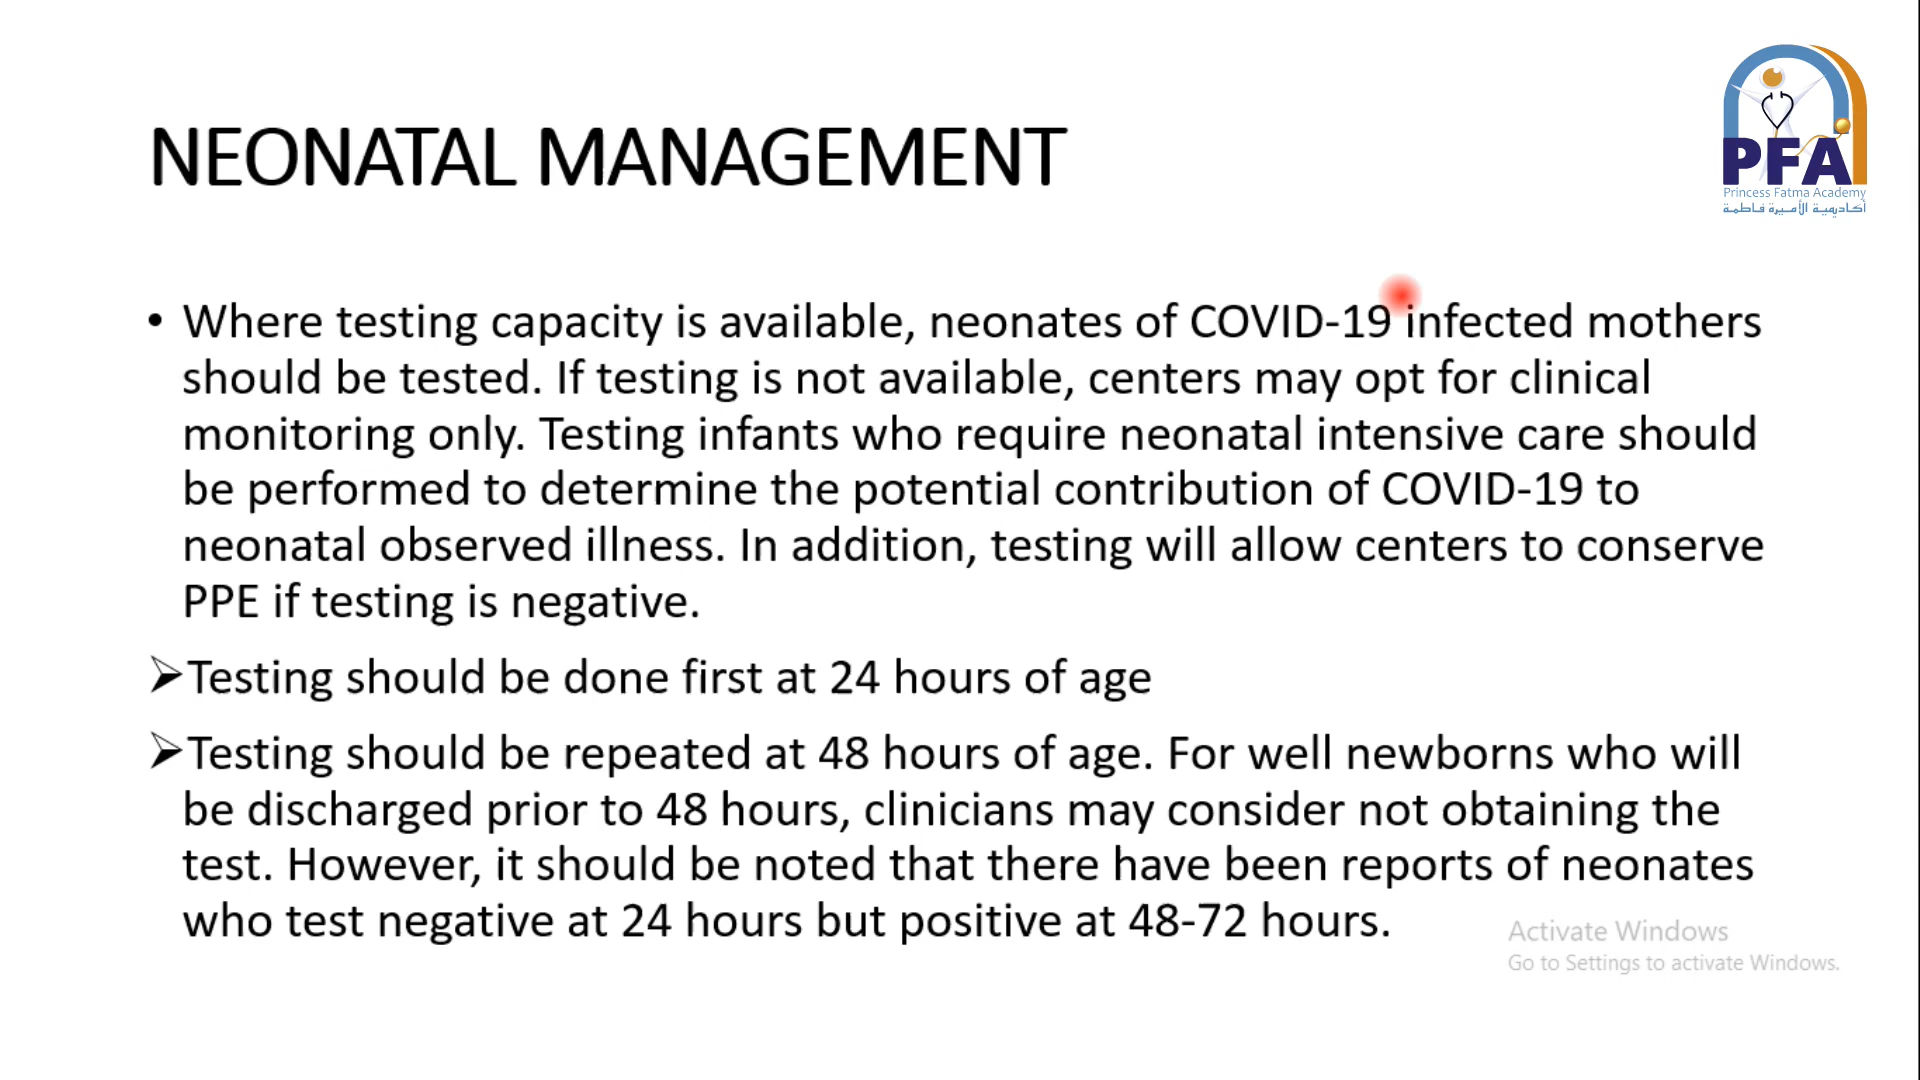 PFA
Princess Fatma Academy
أكاديمية الأميرة فاطمة
NEONATAL MANAGEMENT
• Where testing capacity is available, neonates of COVID-19 infected mothers
should be tested. If testing is not available, centers may opt for clinical
monitoring only. Testing infants who require neonatal intensive care should
be performed to determine the potential contribution of COVID-19 to
neonatal observed illness. In addition, testing will allow centers to conserve
PPE if testing is negative.
➢Testing should be done first at 24 hours of age
➢Testing should be repeated at 48 hours of age. For well newborns who will
be discharged prior to 48 hours, clinicians may consider not obtaining the
test. However, it should be noted that there have been reports of neonates
who test negative at 24 hours but positive at 48-72 hours.
Activate Windows
Go to Settings to activate Windows.